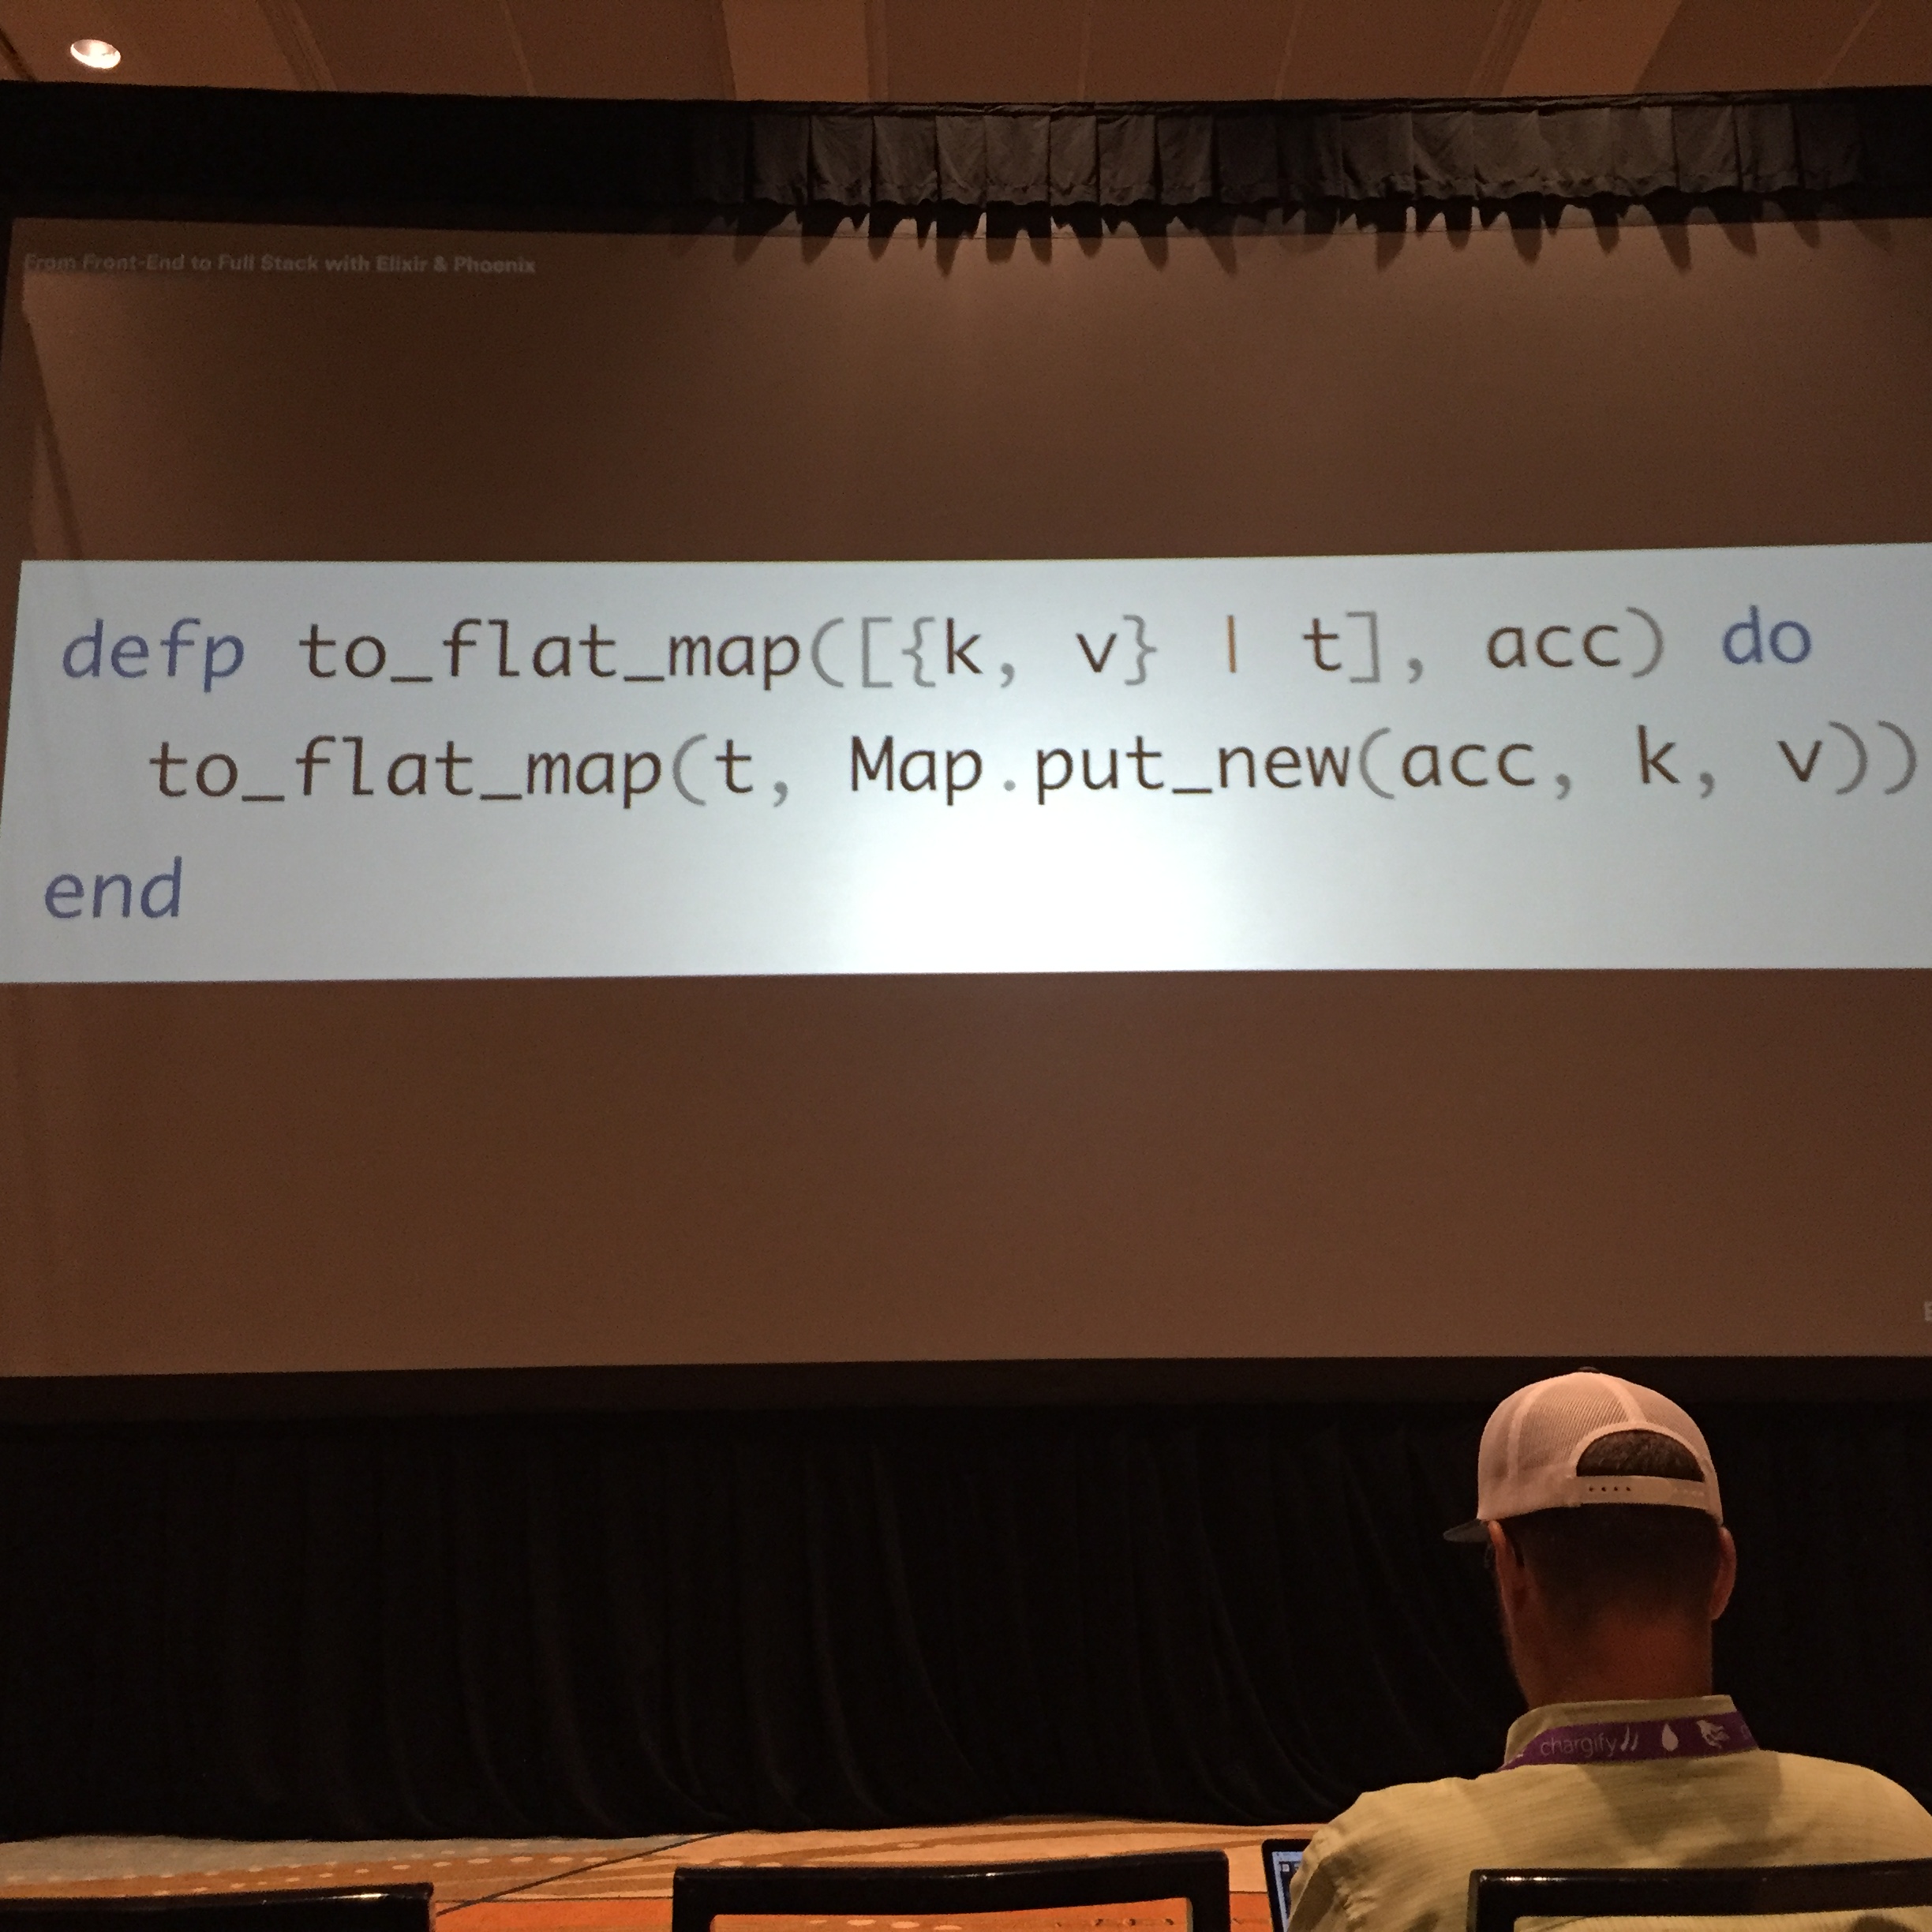 From Front-End to Full Stack with Elixir & Phoenix
defp to_flat_map([{k, v} | t], acc) do
  to_flat_map(t, Map.put_new(acc, k, v))
end
chargify